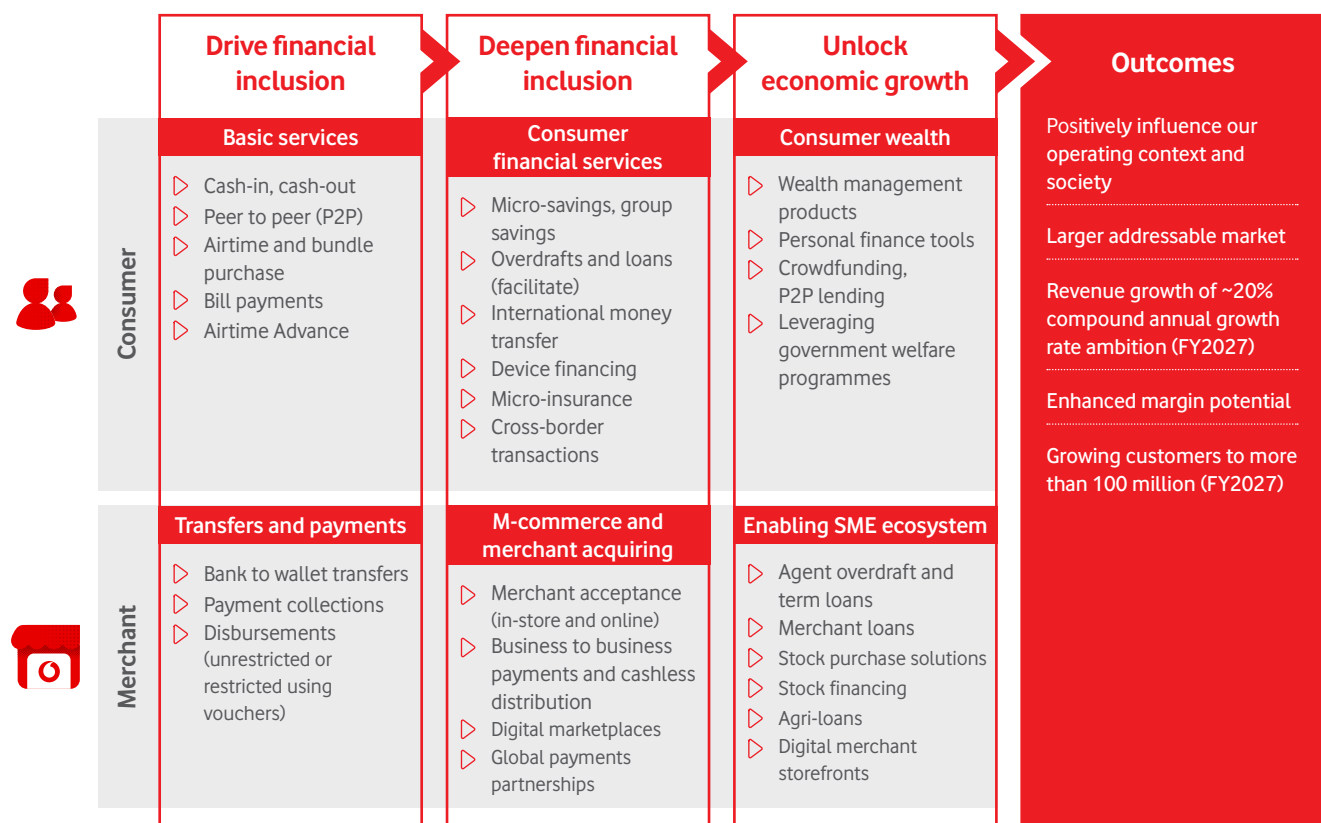 Drive financial
inclusion
Deepen financial
inclusion
Unlock
economic growth
Outcomes
Consumer
Basic services
Cash-in, cash-out
Peer to peer (P2P)
Airtime and bundle
purchase
Bill payments
Airtime Advance
Consumer
financial services
Micro-savings, group
savings
Overdrafts and loans
(facilitate)
International money
transfer
Device financing
Micro-insurance
Cross-border
transactions
Consumer wealth
Wealth management
products
Personal finance tools
Crowdfunding,
P2P lending
Leveraging
government welfare
programmes
Merchant
Transfers and payments
Bank to wallet transfers
Payment collections
Disbursements
(unrestricted or
restricted using
vouchers)
M-commerce and
merchant acquiring
Merchant acceptance
(in-store and online)
Business to business
payments and cashless
distribution
Digital marketplaces
Global payments
partnerships
Enabling SME ecosystem
Agent overdraft and
term loans
Merchant loans
Stock purchase solutions
Stock financing
Agri-loans
Digital merchant
storefronts
Positively influence our
operating context and
society
Larger addressable market
Revenue growth of ~20%
compound annual growth
rate ambition (FY2027)
Enhanced margin potential
Growing customers to more
than 100 million (FY2027)